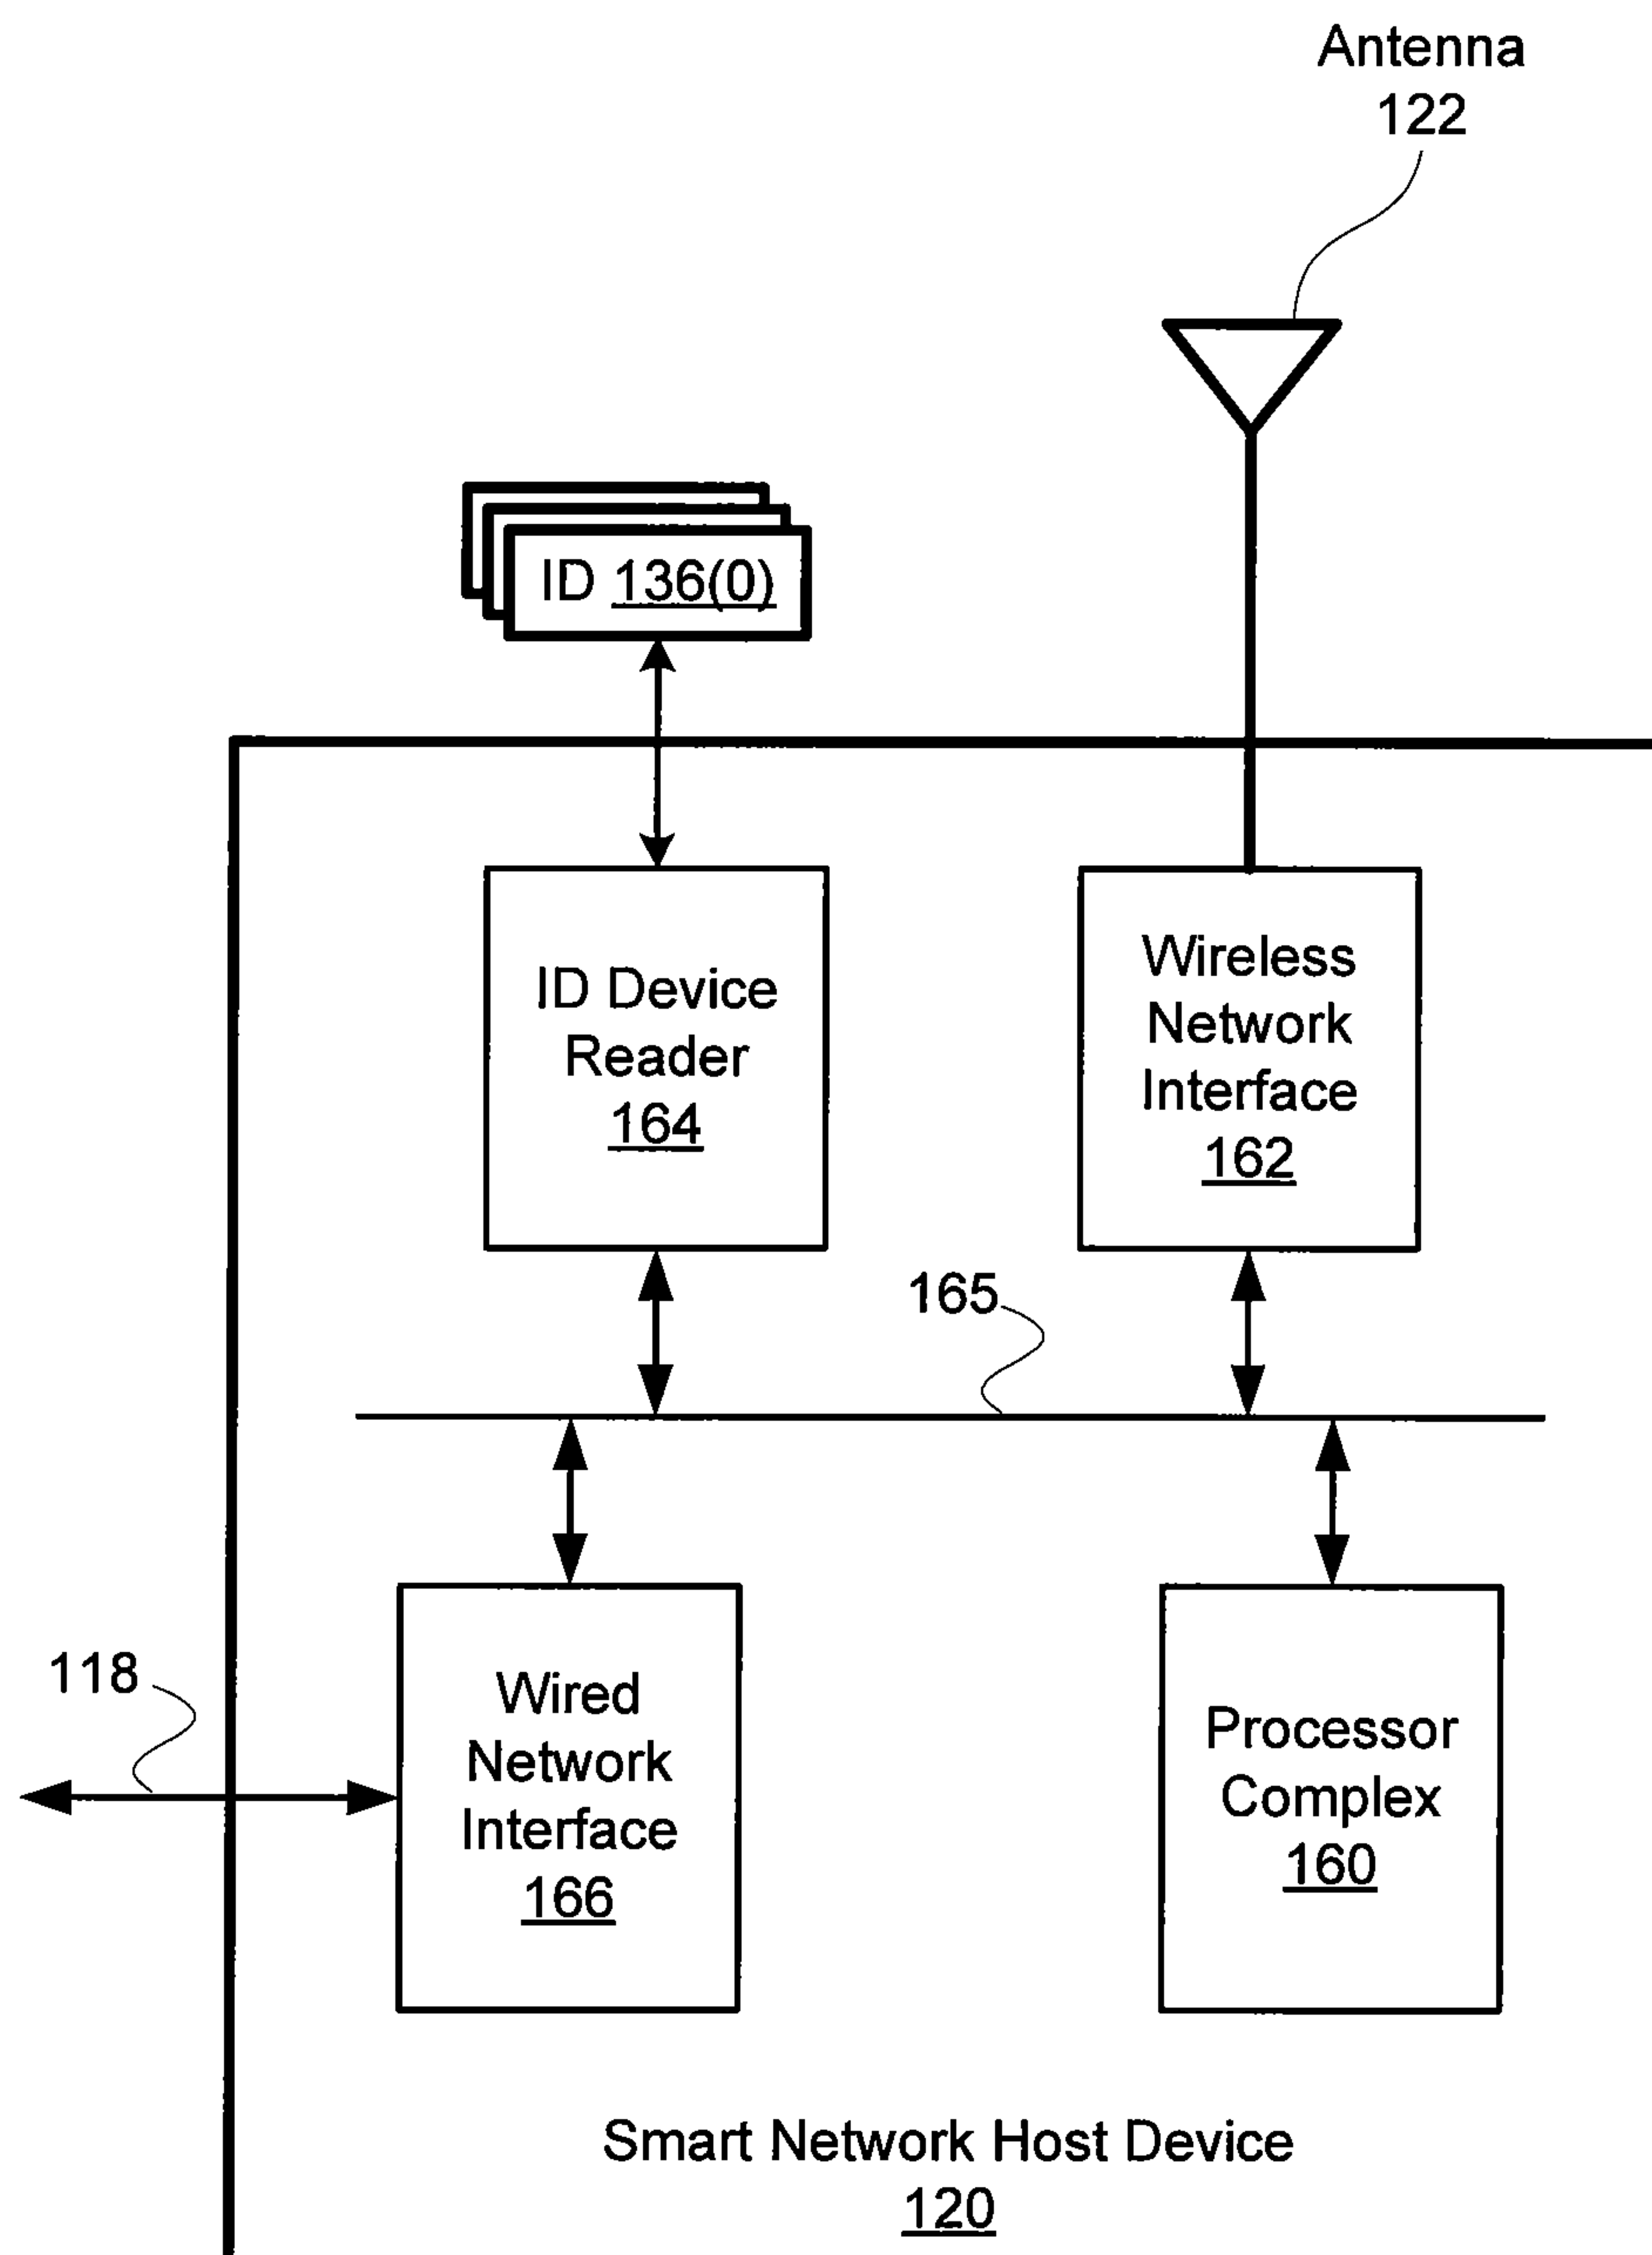 Antenna
122
ID 136(0)
ID Device
Reader
164
Wireless
Network
Interface
162
165
118
Wired
Network
Interface
166
Processor
Complex
160
Smart Network Host Device
120